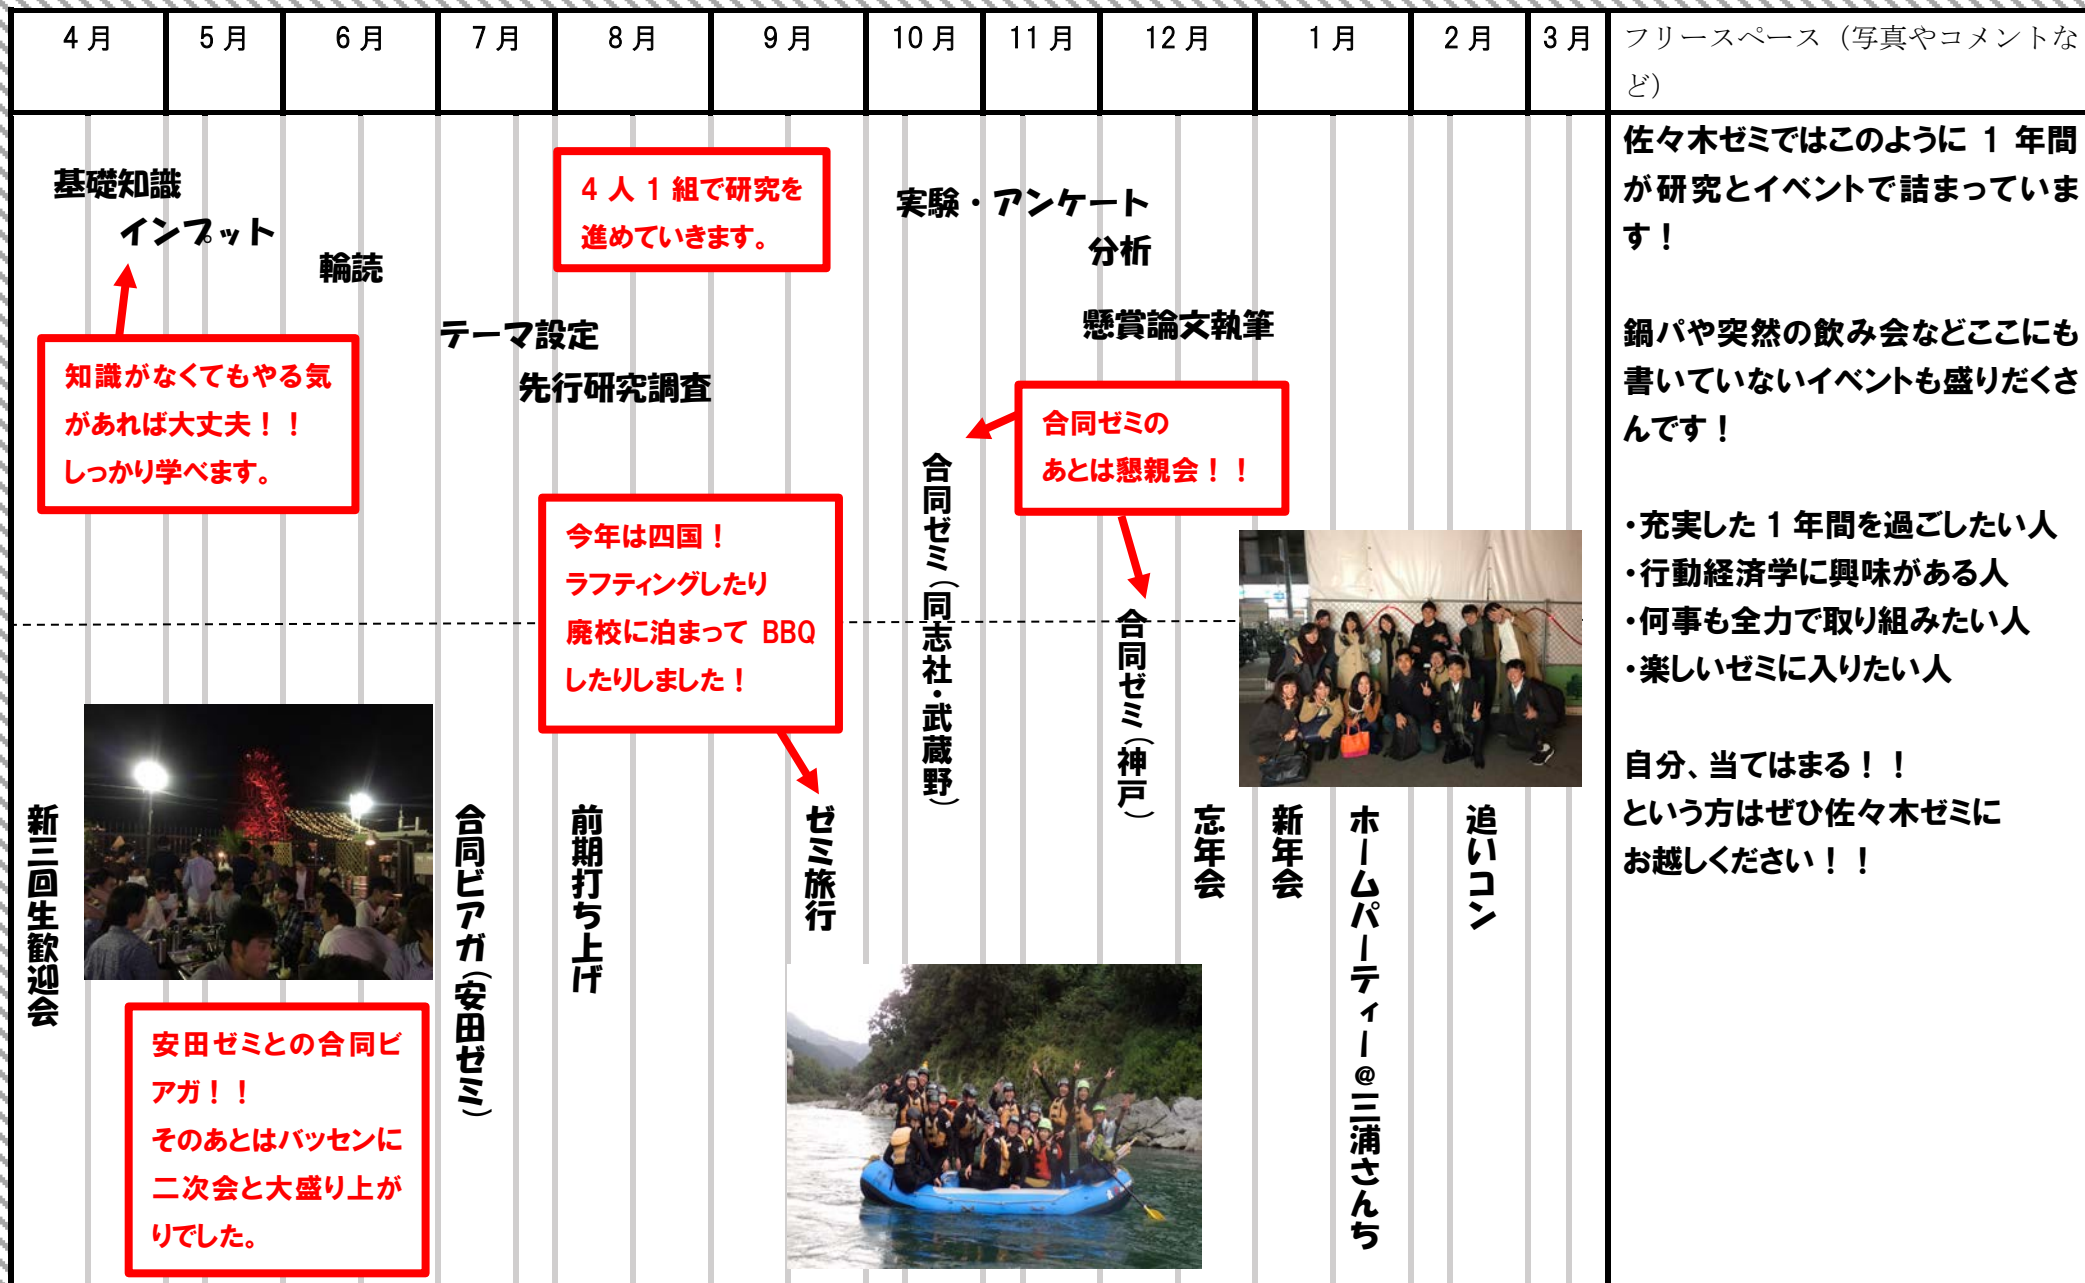 4月
5月
6月
7月
8月
9月
10月
11月
12月
1月
2月
3月
フリースペース（写真やコメントな
ど）
基礎知識
インプット
輪読
テーマ設定
先行研究調査
実験・アンケート
分析
懸賞論文執筆
4人1組で研究を
進めていきます。
知識がなくてもやる気
があれば大丈夫！！
しっかり学べます。
合同ゼミの
あとは懇親会！！
今年は四国！
ラフティングしたり
廃校に泊まって BBQ
したりしました！
新三回生歓迎会
合同ビアガ（安田ゼミ）
前期打ち上げ
ゼミ旅行
合同ゼミ（同志社・武蔵野）
合同ゼミ（神戸）
忘年会
新年会
ホームパーティー@三浦さんち
追いコン
安田ゼミとの合同ビ
アガ！！
そのあとはバッセンに
二次会と大盛り上が
りでした。
佐々木ゼミではこのように 1 年間
が研究とイベントで詰まっていま
す！
鍋パや突然の飲み会などここにも
書いていないイベントも盛りだくさ
んです！
・充実した 1 年間を過ごしたい人
・行動経済学に興味がある人
・何事も全力で取り組みたい人
・楽しいゼミに入りたい人
自分、当てはまる！！
という方はぜひ佐々木ゼミに
お越しください！！